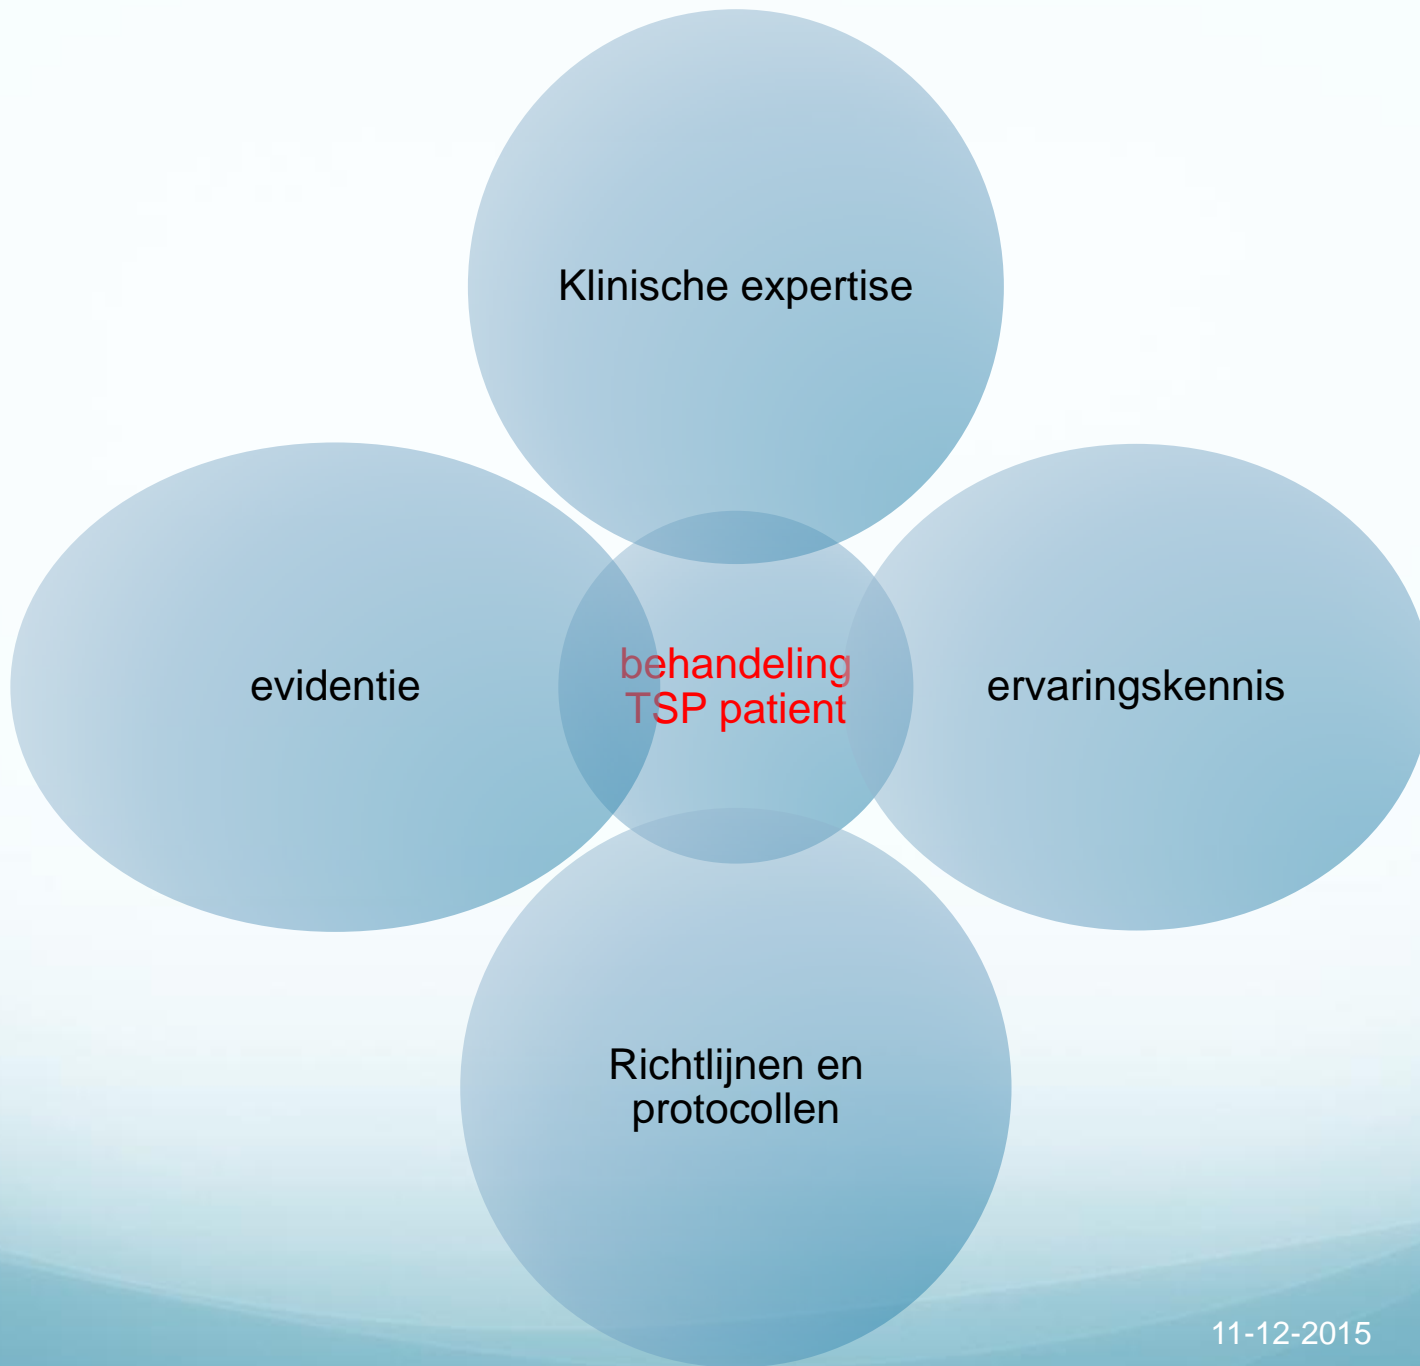 Klinische expertise
evidentie
behandeling
TSP patient
ervaringskennis
Richtlijnen en
protocollen
11-12-2015